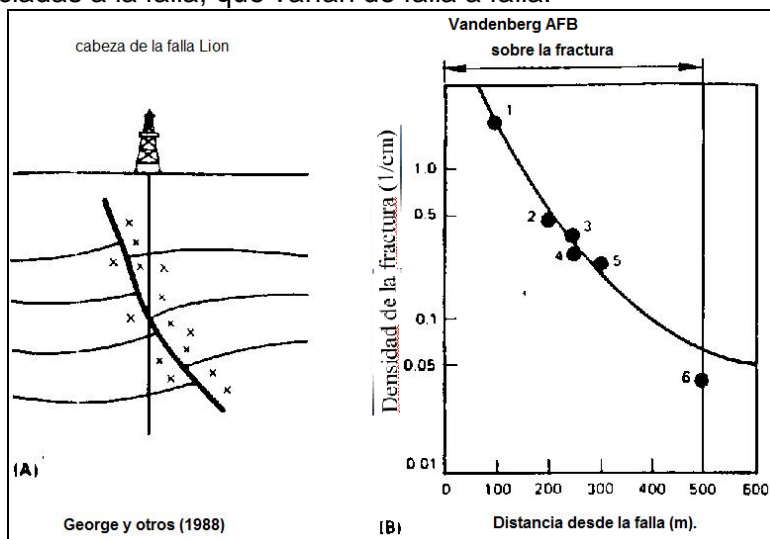 ciadas a la falla, que varían de falla a falla.
cabeza de la falla Lion
(A)
George y otros (1988)
Vandenberg AFB
sobre la fractura
Densidad de la fractura (1/cm)
1.0
0.5
0.1
0.05
0.01
1
2
3
4
5
6
0
100
200
300
400
500
600
(B)
Distancia desde la falla (m).